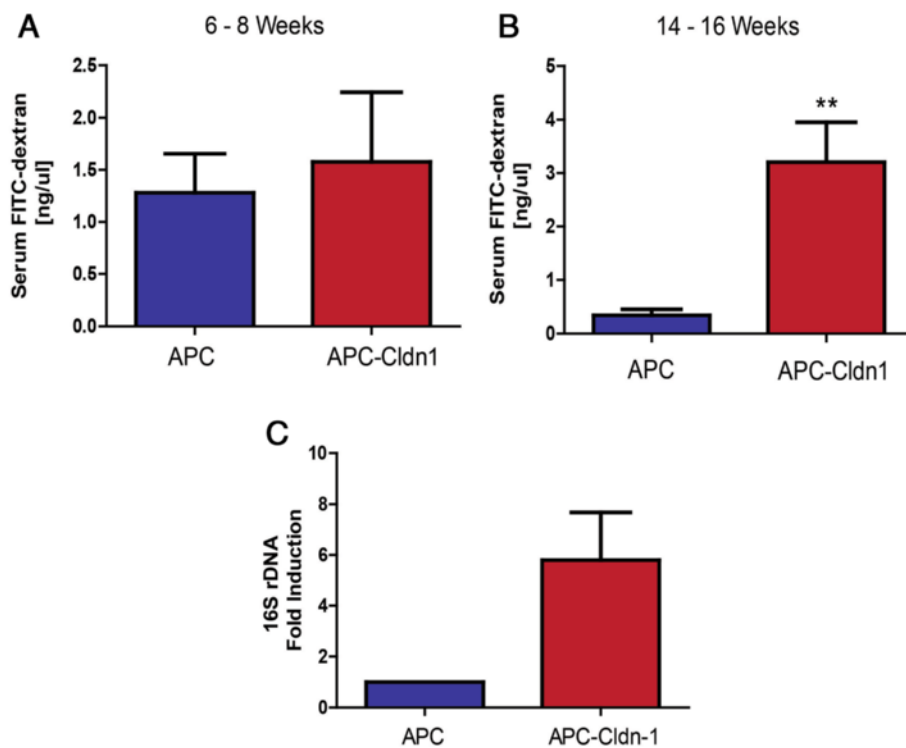 A
6 - 8 Weeks
Serum FITC-dextran
[ng/ul]
2.5
2.0
1.5
1.0
0.5
0.0
APC
APC-Cldn1
B
14 - 16 Weeks
Serum FITC-dextran
[ng/ul]
5
4
3
2
1
0
**
APC
APC-Cldn1
C
16S rDNA
Fold Induction
10
8
6
4
2
0
APC
APC-Cldn-1